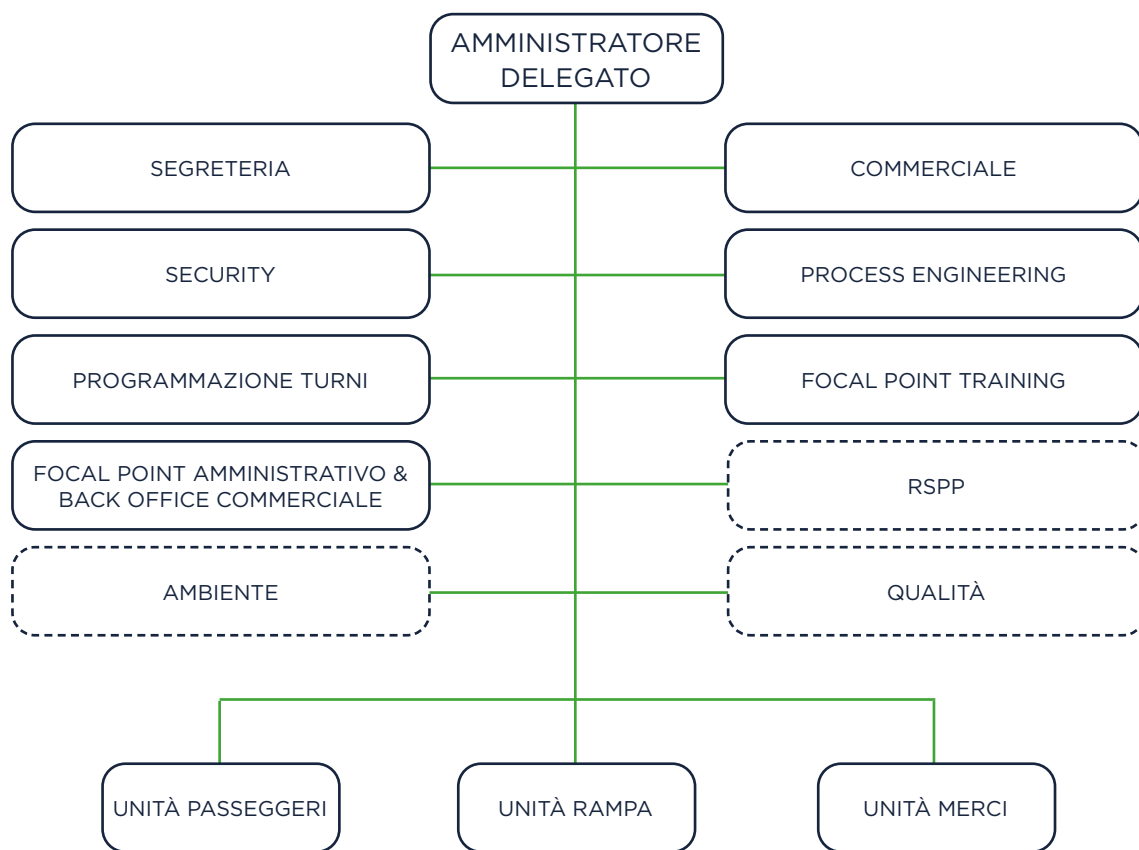 AMMINISTRATORE
DELEGATO
SEGRETERIA
COMMERCIALE
SECURITY
PROCESS ENGINEERING
PROGRAMMAZIONE TURNI
FOCAL POINT TRAINING
FOCAL POINT AMMINISTRATIVO &
BACK OFFICE COMMERCIALE
RSPP
AMBIENTE
QUALITÀ
UNITÀ PASSEGGERI
UNITÀ RAMPA
UNITÀ MERCI